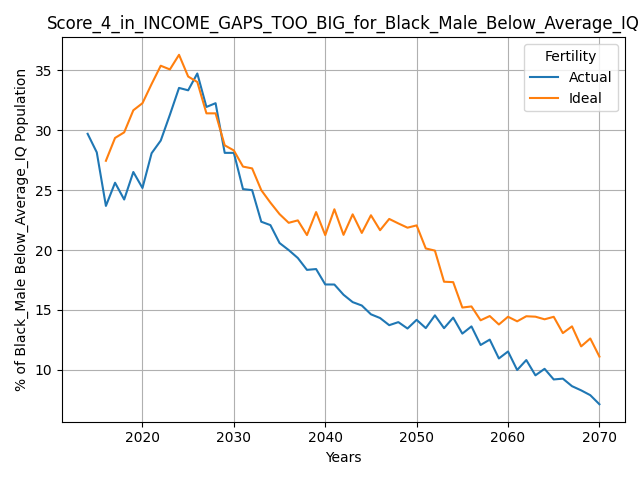 Score_4_in_INCOME_GAPS_TOO_BIG_for_Black_Male_Below_Average_IQ
Fertility
Actual
Ideal
% of Black_Male Below_Average_IQ Population
35
30
25
20
15
10
2020 2030 2040 2050 2060 2070
Years